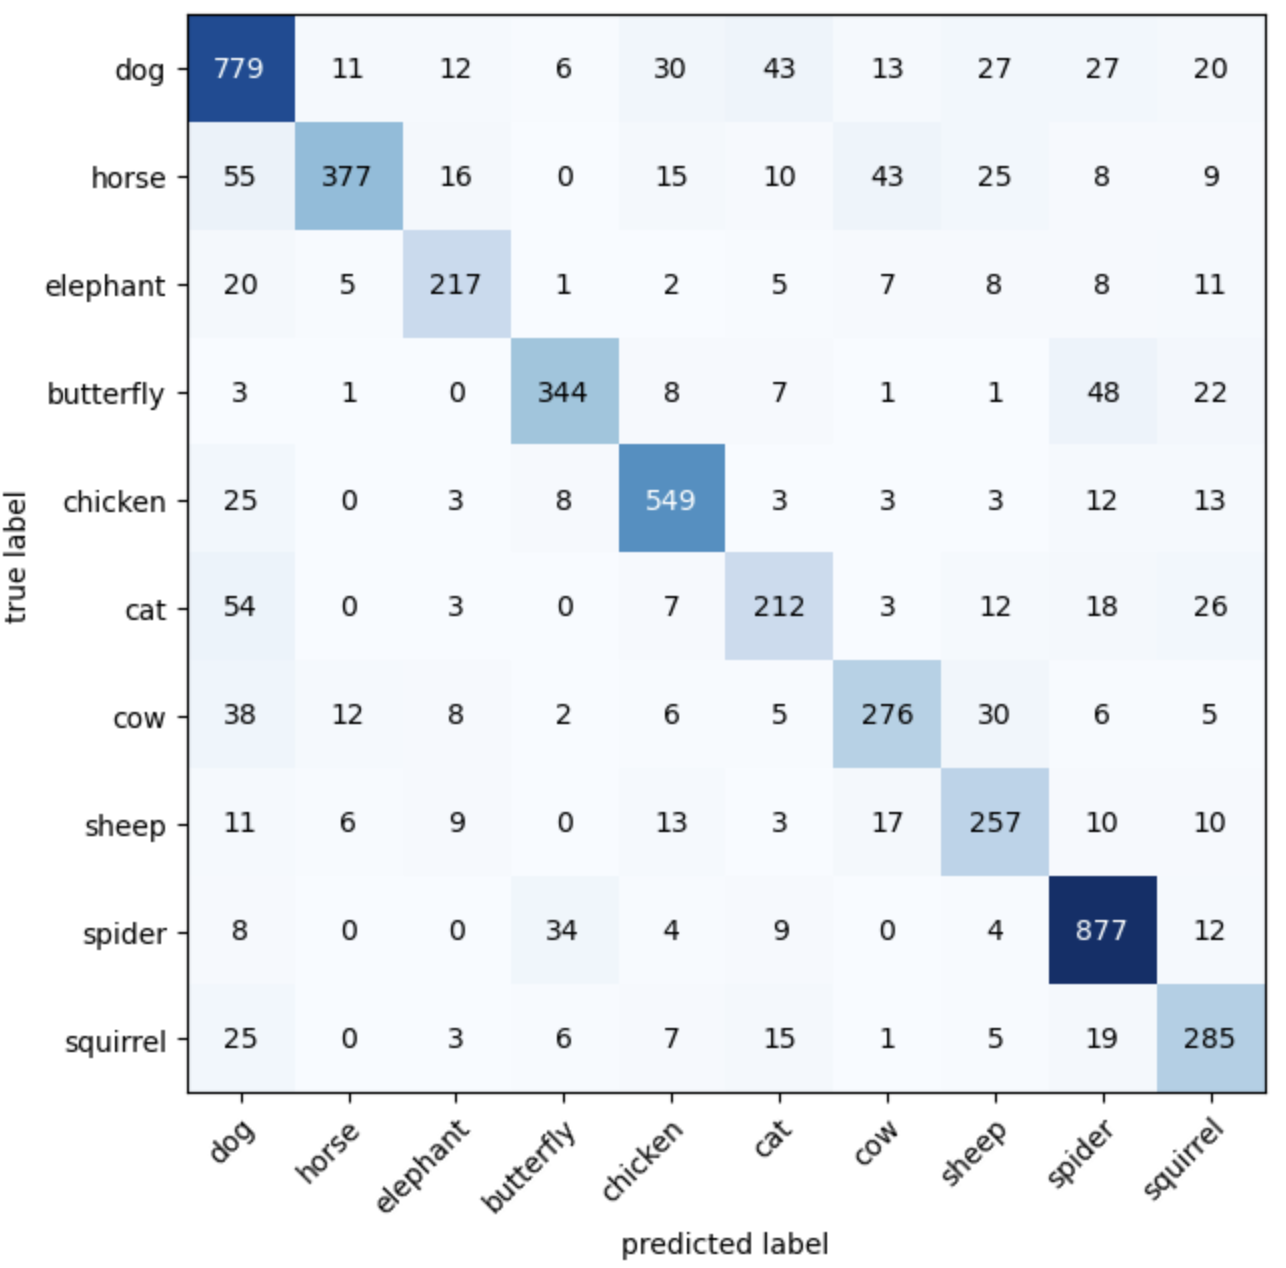 dog 779 11 12 6 30 43 13 27 27 20
horse 55 377 16 0 15 10 43 25 8 9
elephant 20 5 217 1 2 5 7 8 8 11
butterfly 3 1 0 344 8 7 1 1 48 22
chicken 25 0 3 8 549 3 3 3 12 13
cat 54 0 3 0 7 212 3 12 18 26
cow 38 12 8 2 6 5 276 30 6 5
sheep 11 6 9 0 13 3 17 257 10 10
spider 8 0 0 34 4 9 0 4 877 12
squirrel 25 0 3 6 7 15 1 5 19 285
true label
dog horse elephant butterfly chicken cat cow sheep spider squirrel
predicted label